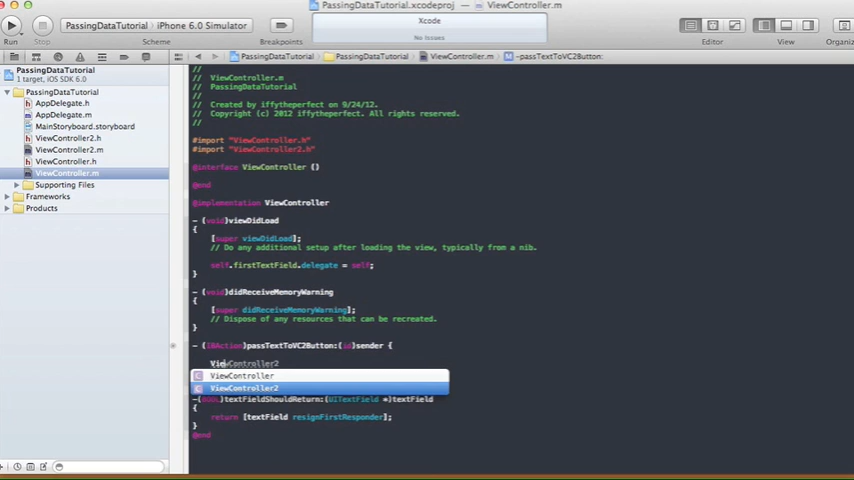 PassingDataTutorial.xcodeproj — ViewController.m
Run
Stop
PassingDataTutorial
iPhone 6.0 Simulator
Scheme
Breakpoints
Xcode
No Issues
Editor
View
Organiz
PassingDataTutorial
PassingDataTutorial
ViewController.m
-passTextToVC2Button:
PassingDataTutorial
1 target, iOS SDK 6.0
PassingDataTutorial
AppDelegate.h
AppDelegate.m
MainStoryboard.storyboard
ViewController2.h
ViewController2.m
ViewController.h
ViewController.m
Supporting Files
Frameworks
Products
//
// ViewController.m
// PassingDataTutorial
//
// Created by iffytheperfect on 9/24/12.
// Copyright (c) 2012 iffytheperfect. All rights reserved.
//
#import "ViewController.h"
#import "ViewController2.h"
@interface ViewController ()
@end
@implementation ViewController
- (void)viewDidLoad
{
[super viewDidLoad];
// Do any additional setup after loading the view, typically from a nib.
self.firstTextField.delegate = self;
}
- (void)didReceiveMemoryWarning
{
[super didReceiveMemoryWarning];
// Dispose of any resources that can be recreated.
}
- (IBAction)passTextToVC2Button:(id)sender {
ViewController2
C ViewController
C ViewController2
-(BOOL)textFieldShouldReturn:(UITextField *)textField
{
return [textField resignFirstResponder];
}
@end